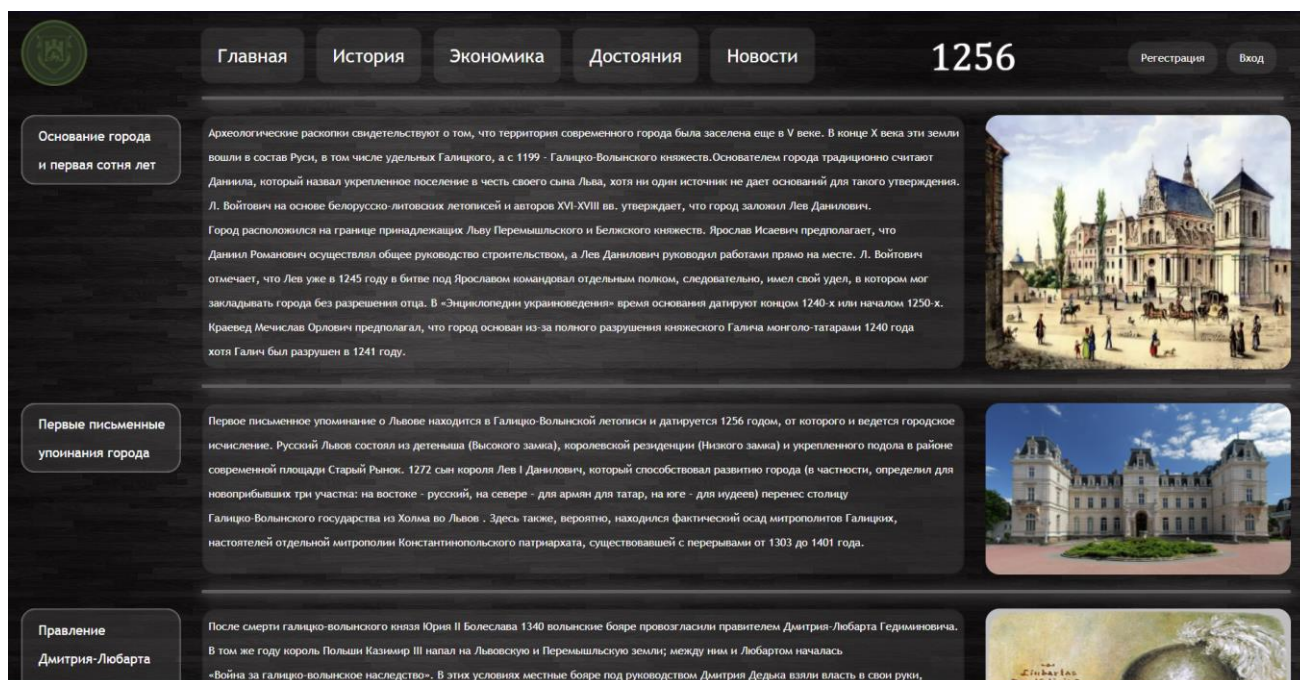 Главная
История
Экономика
Достояния
Новости
1256
Регестрация
Вход
Основание города
и первая сотня лет
Археологические раскопки свидетельствуют о том, что территория современного города была заселена еще в V веке. В конце X века эти земли
вошли в состав Руси, в том числе удельных Галицкого, а с 1199 - Галицко-Волынского княжеств.Основателем города традиционно считают
Даниила, который назвал укрепленное поселение в честь своего сына Льва, хотя ни один источник не дает оснований для такого утверждения.
Л. Войтович на основе белорусско-литовских летописей и авторов XVI-XVIII вв. утверждает, что город заложил Лев Данилович.
Город расположился на границе принадлежащих Льву Перемышльского и Белжского княжеств. Ярослав Исаевич предполагает, что
Даниил Романович осуществлял общее руководство строительством, а Лев Данилович руководил работами прямо на месте. Л. Войтович
отмечает, что Лев уже в 1245 году в битве под Ярославом командовал отдельным полком, следовательно, имел свой удел, в котором мог
закладывать города без разрешения отца. В «Энциклопедии украиноведения» время основания датируют концом 1240-х или началом 1250-х.
Краевед Мечислав Орлович предполагал, что город основан из-за полного разрушения княжеского Галича монголо-татарами 1240 года
хотя Галич был разрушен в 1241 году.
Первые письменные
упоинания города
Первое письменное упоминание о Львове находится в Галицко-Волынской летописи и датируется 1256 годом, от которого и ведется городское
исчисление. Русский Львов состоял из детеныша (Высокого замка), королевской резиденции (Низкого замка) и укрепленного подола в районе
современной площади Старый Рынок. 1272 сын короля Лев I Данилович, который способствовал развитию города (в частности, определил для
новоприбывших три участка: на востоке - русский, на севере - для армян для татар, на юге - для иудеев) перенес столицу
Галицко-Волынского государства из Холма во Львов . Здесь также, вероятно, находился фактический осад митрополитов Галицких,
настоятелей отдельной митрополии Константинопольского патриархата, существовавшей с перерывами от 1303 до 1401 года.
Правление
Дмитрия-Любарта
После смерти галицко-волынского князя Юрия II Болеслава 1340 волынские бояре провозгласили правителем Дмитрия-Любарта Гедиминовича.
В том же году король Польши Казимир III напал на Львовскую и Перемышльскую земли; между ним и Любартом началась
«Война за галицко-волынское наследство». В этих условиях местные бояре под руководством Дмитрия Дедька взяли власть в свои руки,